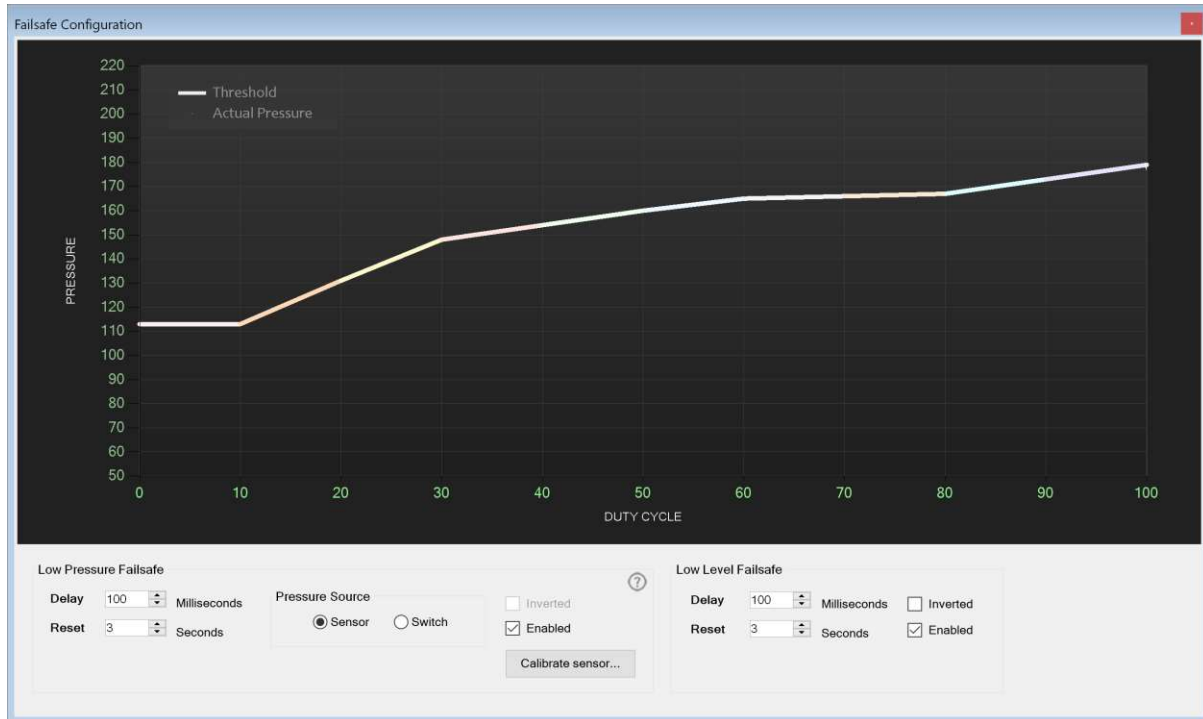 Failsafe Configuration
220
210
200
190
180
170
160
150
140
130
120
110
100
90
80
70
60
50
Threshold
Actual Pressure
PRESSURE
0 10 20 30 40 50 60 70 80 90 100
DUTY CYCLE
Low Pressure Failsafe
Delay 100 Milliseconds
Reset 3 Seconds
Pressure Source
Sensor Switch
?
Inverted
Enabled
Calibrate sensor...
Low Level Failsafe
Delay 100 Milliseconds Inverted
Reset 3 Seconds Enabled